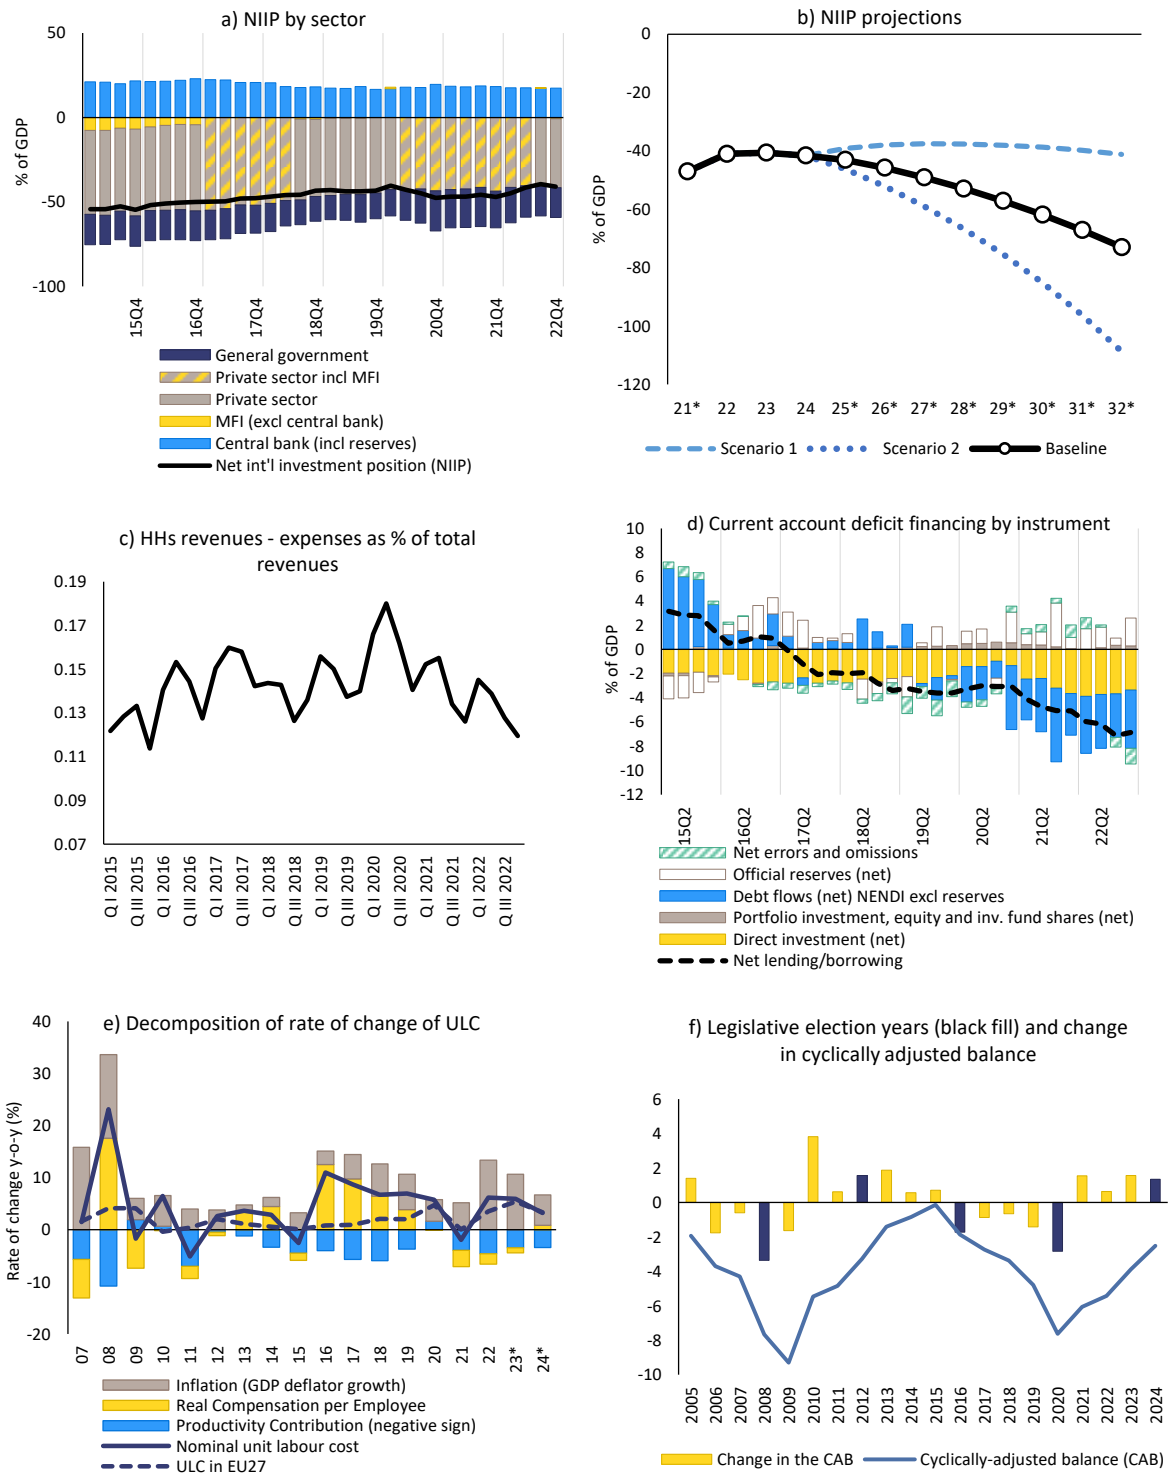 a) NIIP by sector
50
0
-50
-100
% of GDP
15Q4
16Q4
17Q4
18Q4
19Q4
20Q4
21Q4
22Q4
General government
Private sector incl MFI
Private sector
MFI (excl central bank)
Central bank (incl reserves)
Net int'l investment position (NIIP)
b) NIIP projections
0
-20
-40
-60
-80
-100
-120
% of GDP
21* 22 23 24 25* 26* 27* 28* 29* 30* 31* 32*
Scenario 1 Scenario 2 Baseline
c) HHs revenues - expenses as % of total
revenues
0.19
0.17
0.15
0.13
0.11
0.09
0.07
Q I 2015
Q III 2015
Q I 2016
Q III 2016
Q I 2017
Q III 2017
Q I 2018
Q III 2018
Q I 2019
Q III 2019
Q I 2020
Q III 2020
Q I 2021
Q III 2021
Q I 2022
Q III 2022
d) Current account deficit financing by instrument
10
8
6
4
2
0
-2
-4
-6
-8
-10
-12
% of GDP
15Q2
16Q2
17Q2
18Q2
19Q2
20Q2
21Q2
22Q2
Net errors and omissions
Official reserves (net)
Debt flows (net) NENDI excl reserves
Portfolio investment, equity and inv. fund shares (net)
Direct investment (net)
Net lending/borrowing
e) Decomposition of rate of change of ULC
40
30
20
10
0
-10
-20
Rate of change y-o-y (%)
07
08
09
10
11
12
13
14
15
16
17
18
19
20
21
22
23*
24*
Inflation (GDP deflator growth)
Real Compensation per Employee
Productivity Contribution (negative sign)
Nominal unit labour cost
ULC in EU27
f) Legislative election years (black fill) and change
in cyclically adjusted balance
6
4
2
0
-2
-4
-6
-8
-10
2005
2006
2007
2008
2009
2010
2011
2012
2013
2014
2015
2016
2017
2018
2019
2020
2021
2022
2023
2024
Change in the CAB Cyclically-adjusted balance (CAB)